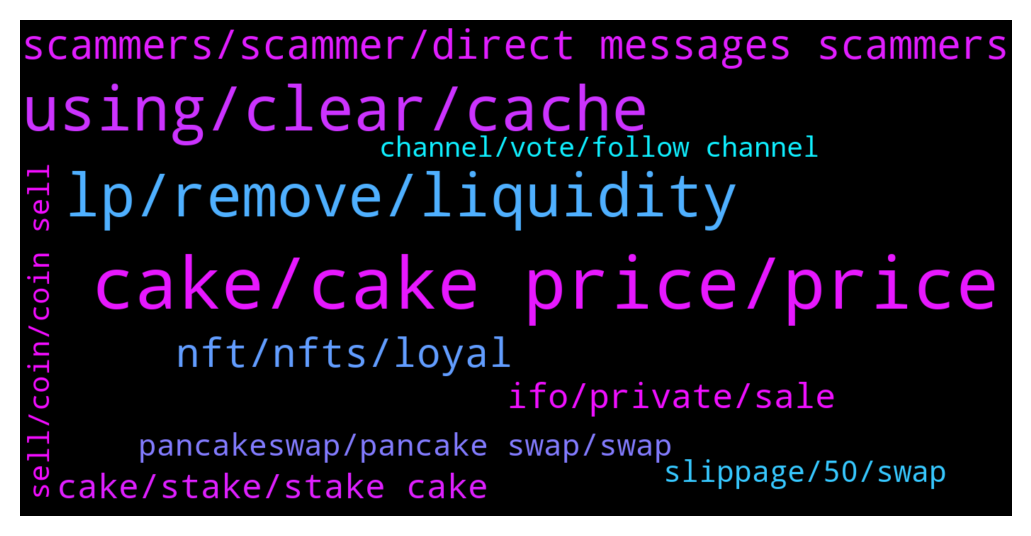 scammers/scammer/direct messages scammers
using/clear/cache
channel/vote/follow channel
lp/remove/liquidity
sell/coin/coin sell
cake/cake price/price
nft/nfts/loyal
ifo/private/sale
pancakeswap/pancake swap/swap
slippage/50/swap
cake/stake/stake cake